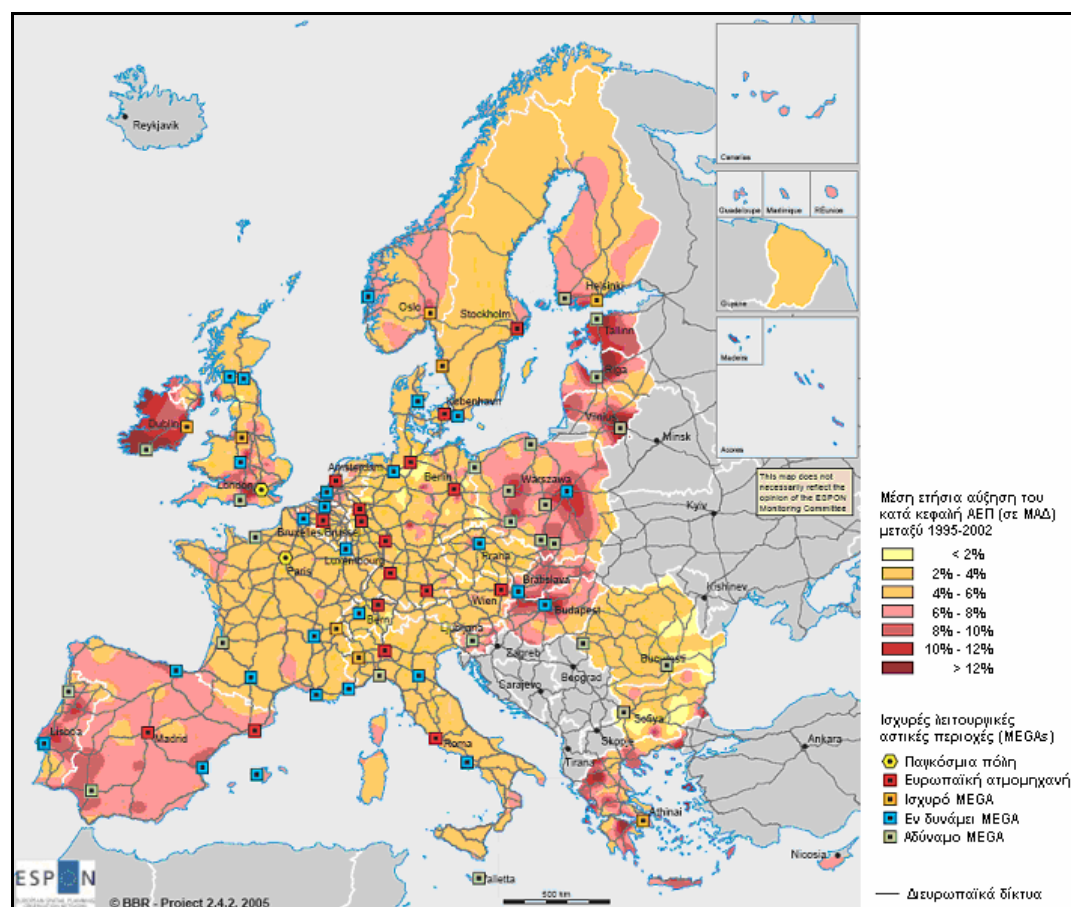 Reykjavik
Canarias
Guadeloupe
Martinique
RÉunion
Guyane
Madeira
Acores
This map does not
necessarily reflect the
opinion of the ESPON
Monitoring Committee
Oslo
Stockholm
Helsinki
Tallinn
Riga
Vilnius
Minsk
Dublin
København
London
Amsterdam
Berlin
Warszawa
Kyiv
Bruxelles/Brussel
Luxembourg
Praha
Paris
Kishinev
Bratislava
Wien
Budapest
Bern
Ljubljana
Zagreb
Bucuresti
Beograd
Sarajevo
Sofiya
Skopje
Tirana
Ankara
Lisboa
Madrid
Roma
Athinai
Nicosia
Valletta
500 km
ESPON
© BBR - Project 2.4.2, 2005
Μέση ετήσια αύξηση του
κατά κεφαλή ΑΕΠ (σε ΜΑΔ)
μεταξύ 1995-2002
< 2%
2% - 4%
4% - 6%
6% - 8%
8% - 10%
10% - 12%
> 12%
Ισχυρές λειτουργικές
αστικές περιοχές (MEGAs)
Παγκόσμια πόλη
Ευρωπαϊκή ατμομηχανή
Ισχυρό MEGA
Εν δυνάμει MEGA
Αδύναμο MEGA
Διευρωπαϊκά δίκτυα